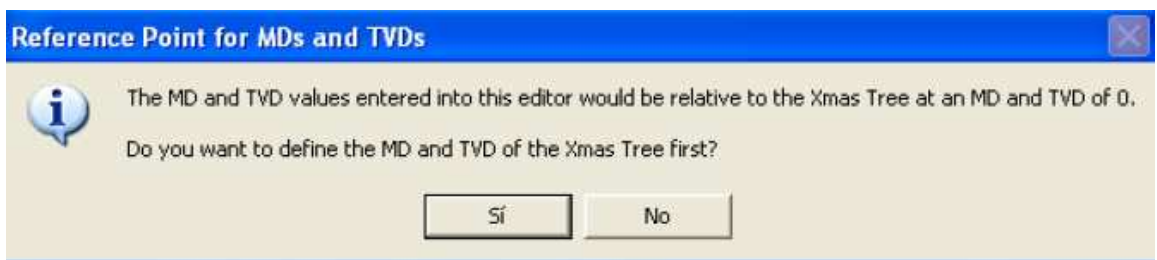 Reference Point for MDs and TVDs
The MD and TVD values entered into this editor would be relative to the Xmas Tree at an MD and TVD of 0.
Do you want to define the MD and TVD of the Xmas Tree first?
Sí No